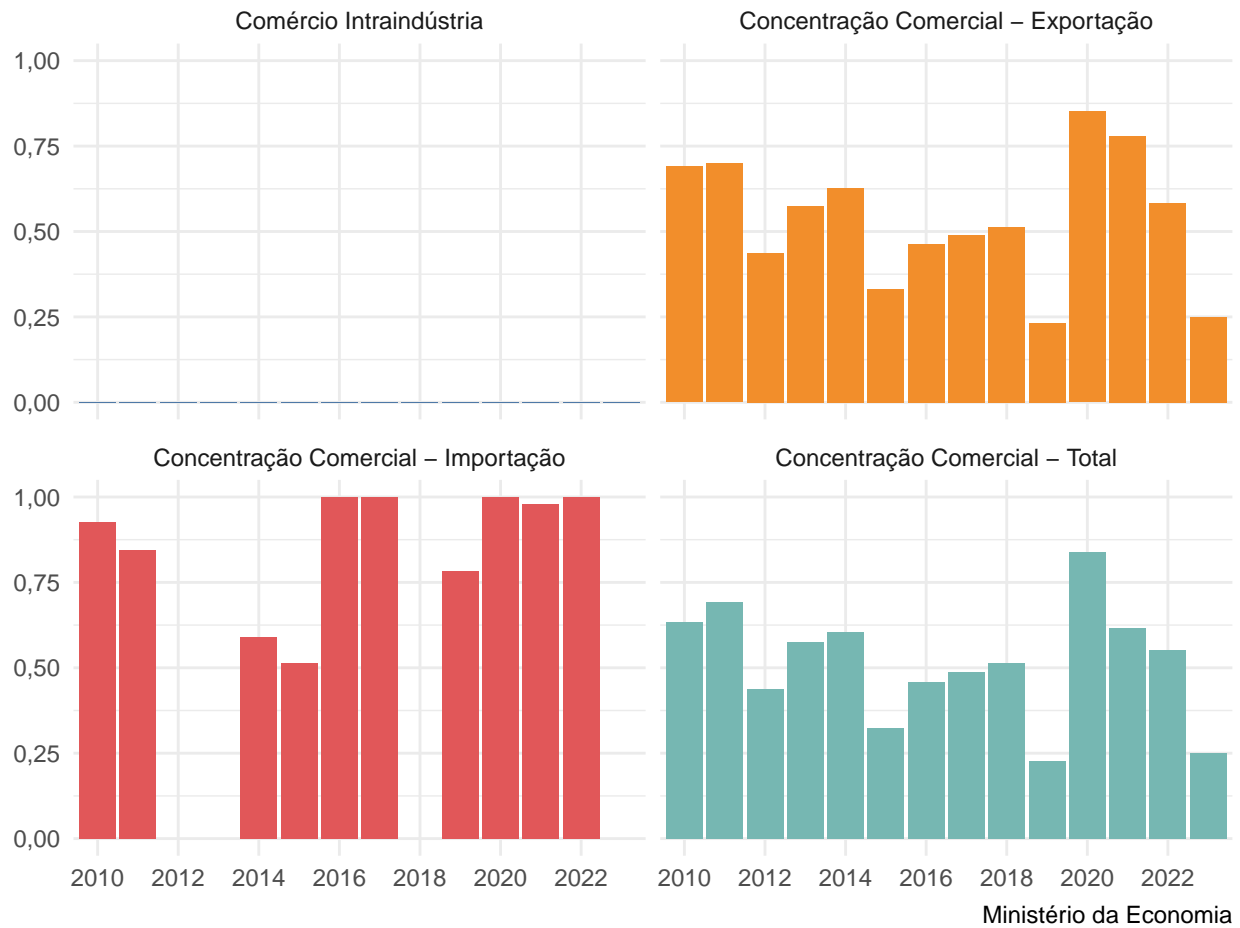 Comércio Intraindústria
Concentração Comercial – Exportação
1,00
0,75
0,50
0,25
0,00
Concentração Comercial – Importação
Concentração Comercial – Total
1,00
0,75
0,50
0,25
0,00
2010 2012 2014 2016 2018 2020 2022
2010 2012 2014 2016 2018 2020 2022
Ministério da Economia